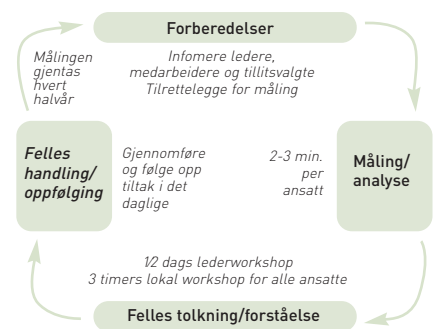 Forberedelser
Målingen
gjentas
hvert
halvår
Infomere ledere,
medarbeidere og tillitsvalgte
Tilrettelegge for måling
Felles
handling/
oppfølging
Gjennomføre
og følge opp
tiltak i det
daglige
2-3 min.
per
ansatt
Måling/
analyse
1/2 dags lederworkshop
3 timers lokal workshop for alle ansatte
Felles tolkning/forståelse